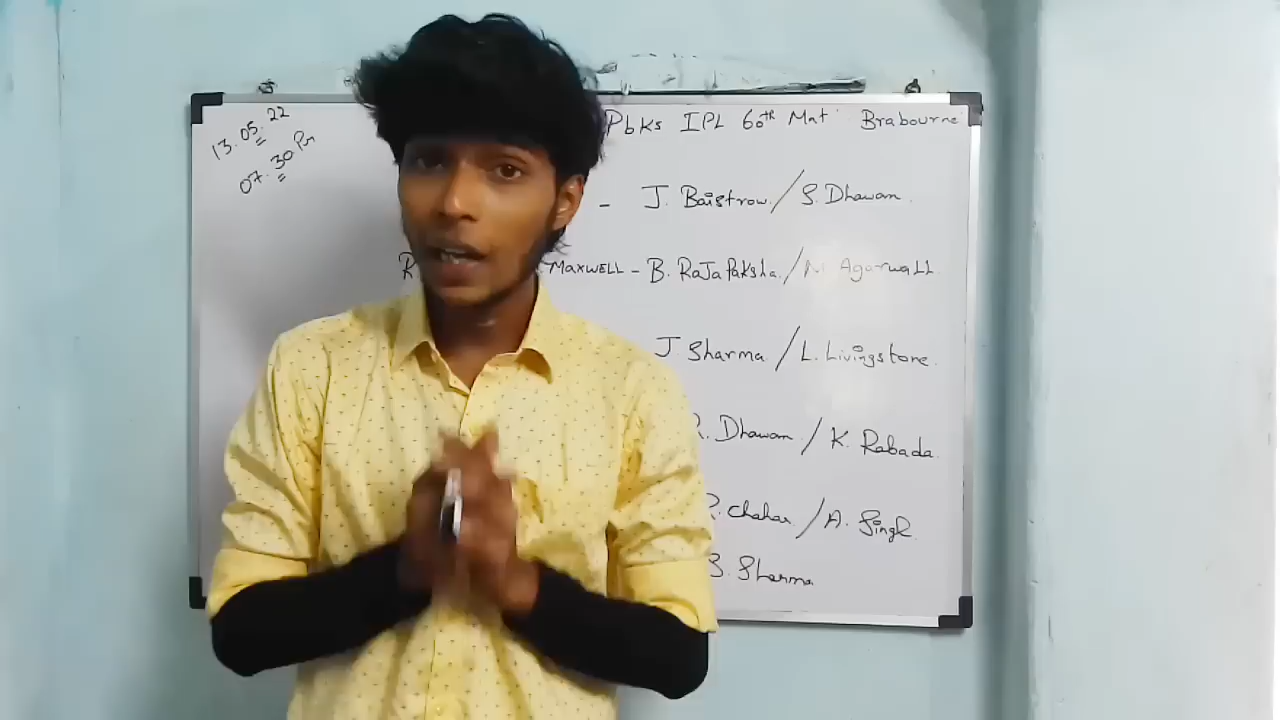 13.05.22
07.30 Pm
Pbks IPL 60th Mat Brabourne
- J. Baistrow / S. Dhawan.
R MAXWELL - B. RaJaPaksha. / M. Agarwall.
J. Sharma / L. Livingstone.
R. Dhawan / K. Rabada.
R. chahar / A. Singh.
S. Sharma